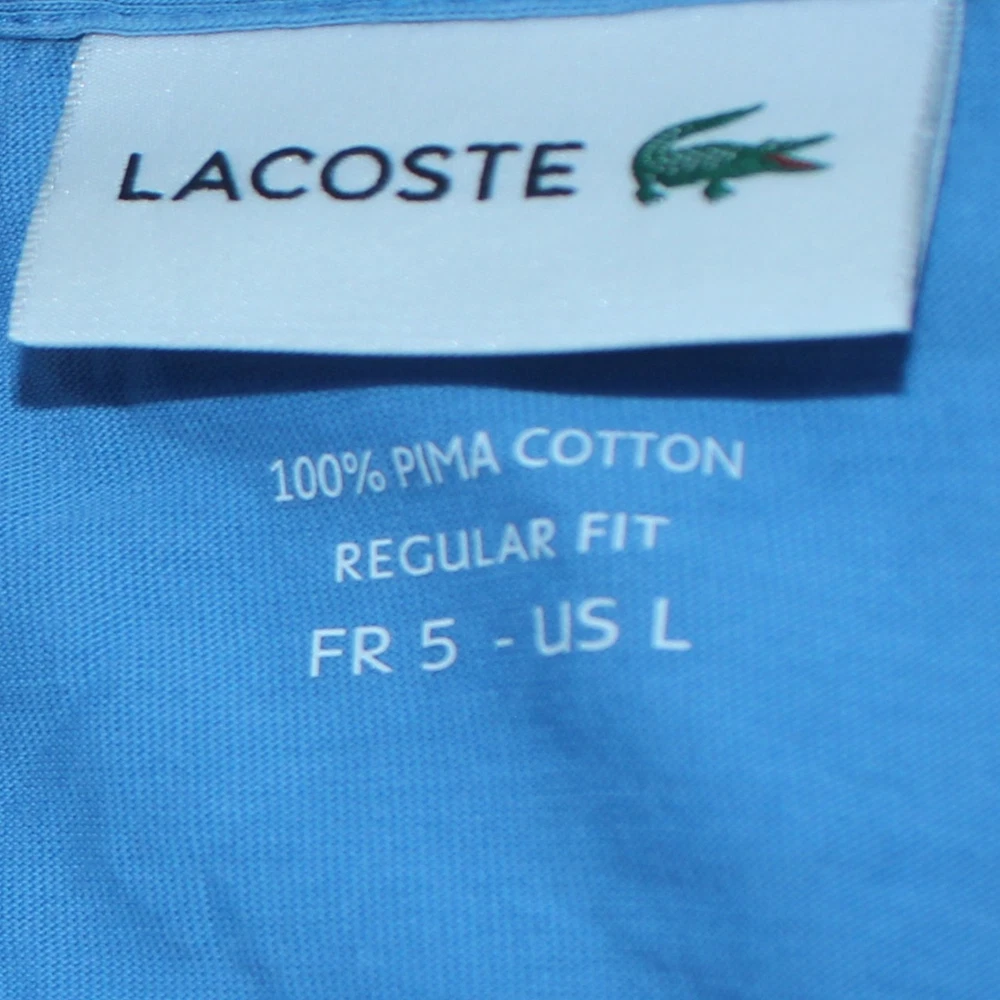 LACOSTE
100% PIMA COTTON
REGULAR FIT
FR 5 - US L